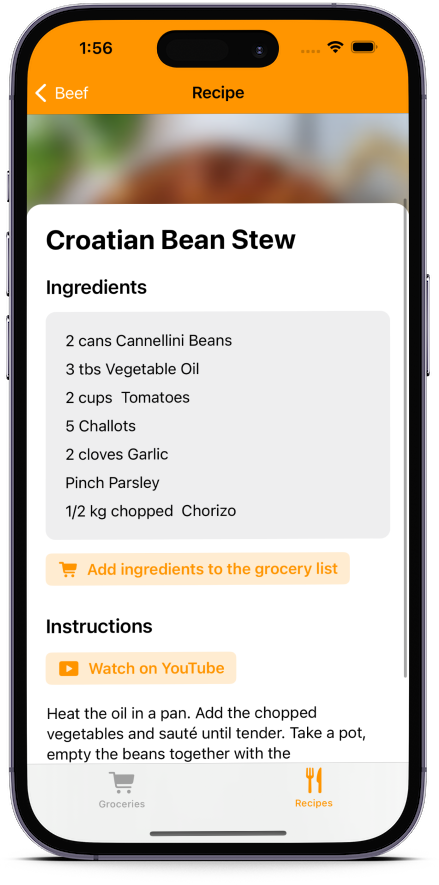 1:56
Beef
Recipe
Croatian Bean Stew
Ingredients
2 cans Cannellini Beans
3 tbs Vegetable Oil
2 cups  Tomatoes
5 Challots
2 cloves Garlic
Pinch Parsley
1/2 kg chopped  Chorizo
Add ingredients to the grocery list
Instructions
Watch on YouTube
Heat the oil in a pan. Add the chopped
vegetables and sauté until tender. Take a pot,
empty the beans together with the
Groceries
Recipes